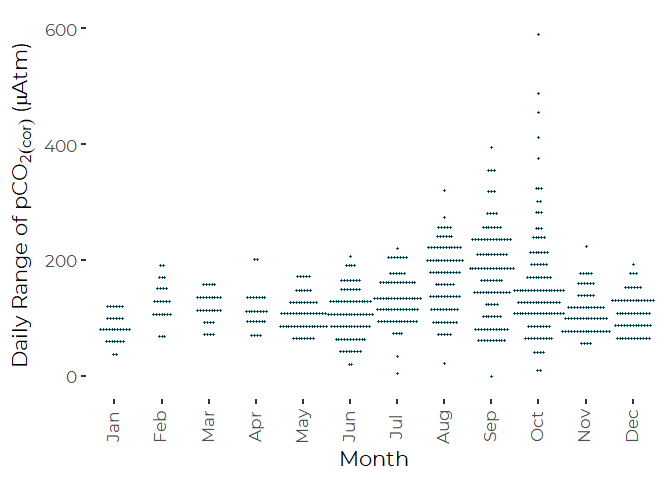 Daily Range of pCO₂₍cor₎ (µAtm)
600
400
200
0
Jan
Feb
Mar
Apr
May
Jun
Jul
Aug
Sep
Oct
Nov
Dec
Month